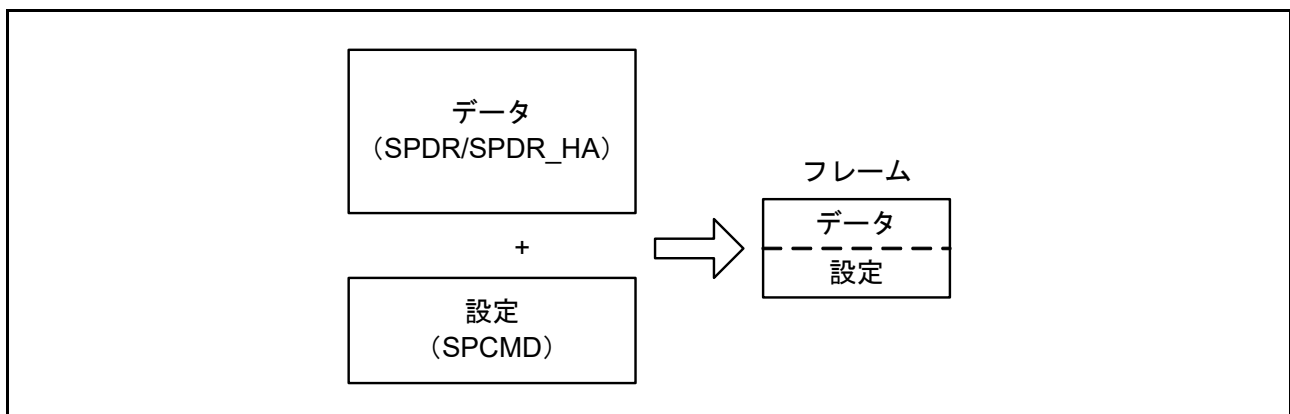 データ
（SPDR/SPDR_HA）
+
設定
（SPCMD）
フレーム
データ
設定